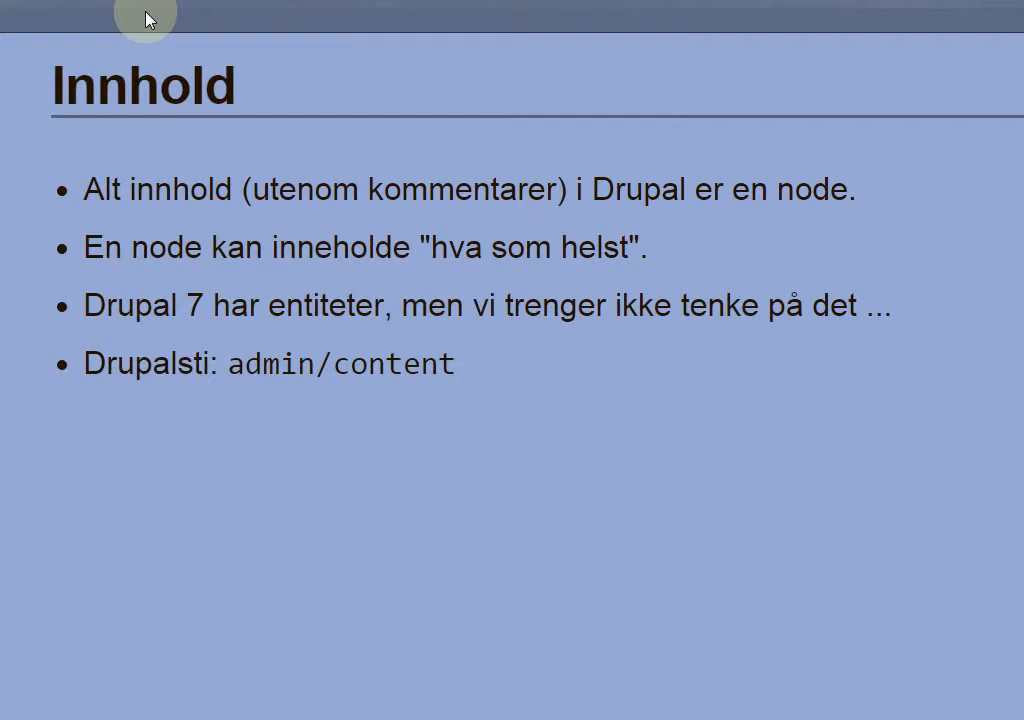 Innhold
Alt innhold (utenom kommentarer) i Drupal er en node.
En node kan inneholde "hva som helst".
Drupal 7 har entiteter, men vi trenger ikke tenke på det ...
Drupalsti: admin/content